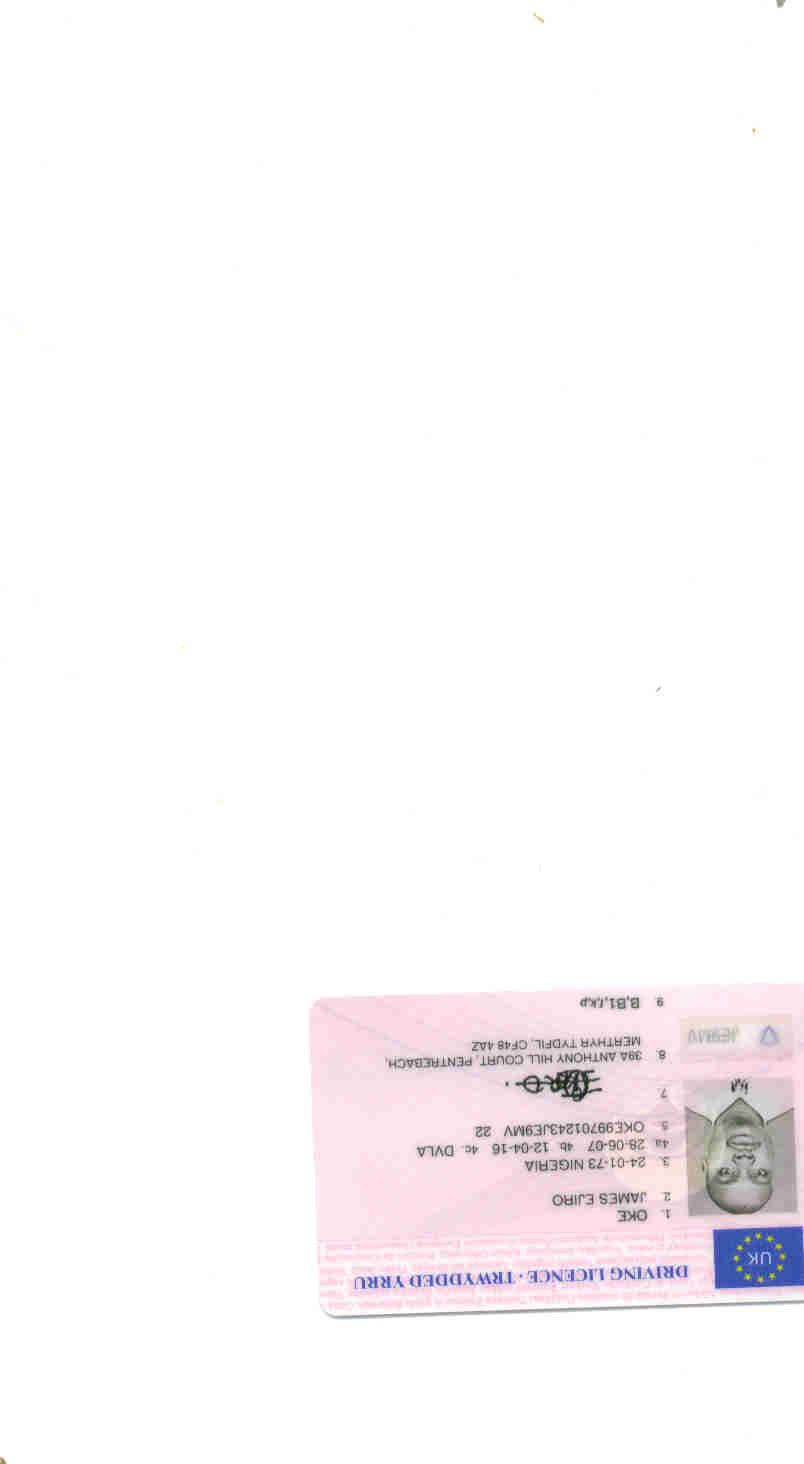 UK
DRIVING LICENCE · TRWYDDED YRRU
1. OKE
2. JAMES EJIRO
3. 24-01-73 NIGERIA
4a 28-06-07 4b 12-04-16 4c DVLA
5. OKE99701243JE9MV 22
7.
8. 39A ANTHONY HILL COURT, PENTREBACH,
MERTHYR TYDFIL, CF48 4AZ
9 B,B1,f,k,p